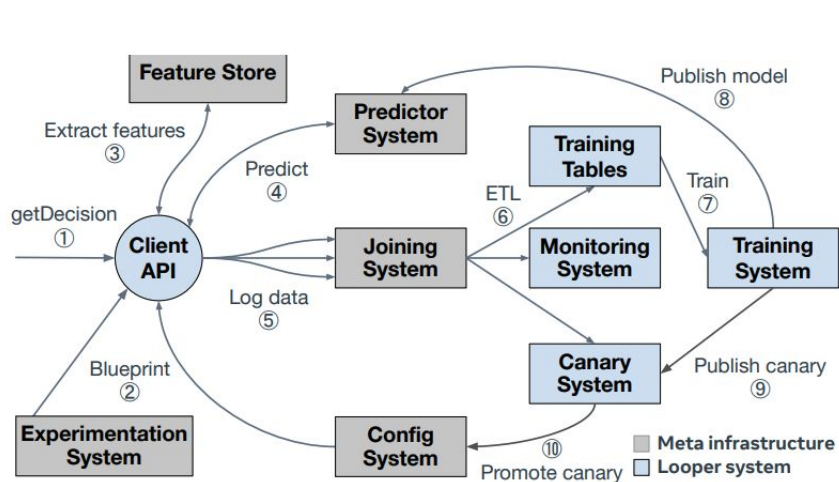 Feature Store
Publish model
⑧
Predictor
System
Extract features
③
Training
Tables
Predict
④
ETL
⑥
Train
⑦
getDecision
①
Client
API
Joining
System
Monitoring
System
Training
System
Log data
⑤
Canary
System
Publish canary
⑨
Blueprint
②
Experimentation
System
Config
System
⑩
Promote canary
Meta infrastructure
Looper system